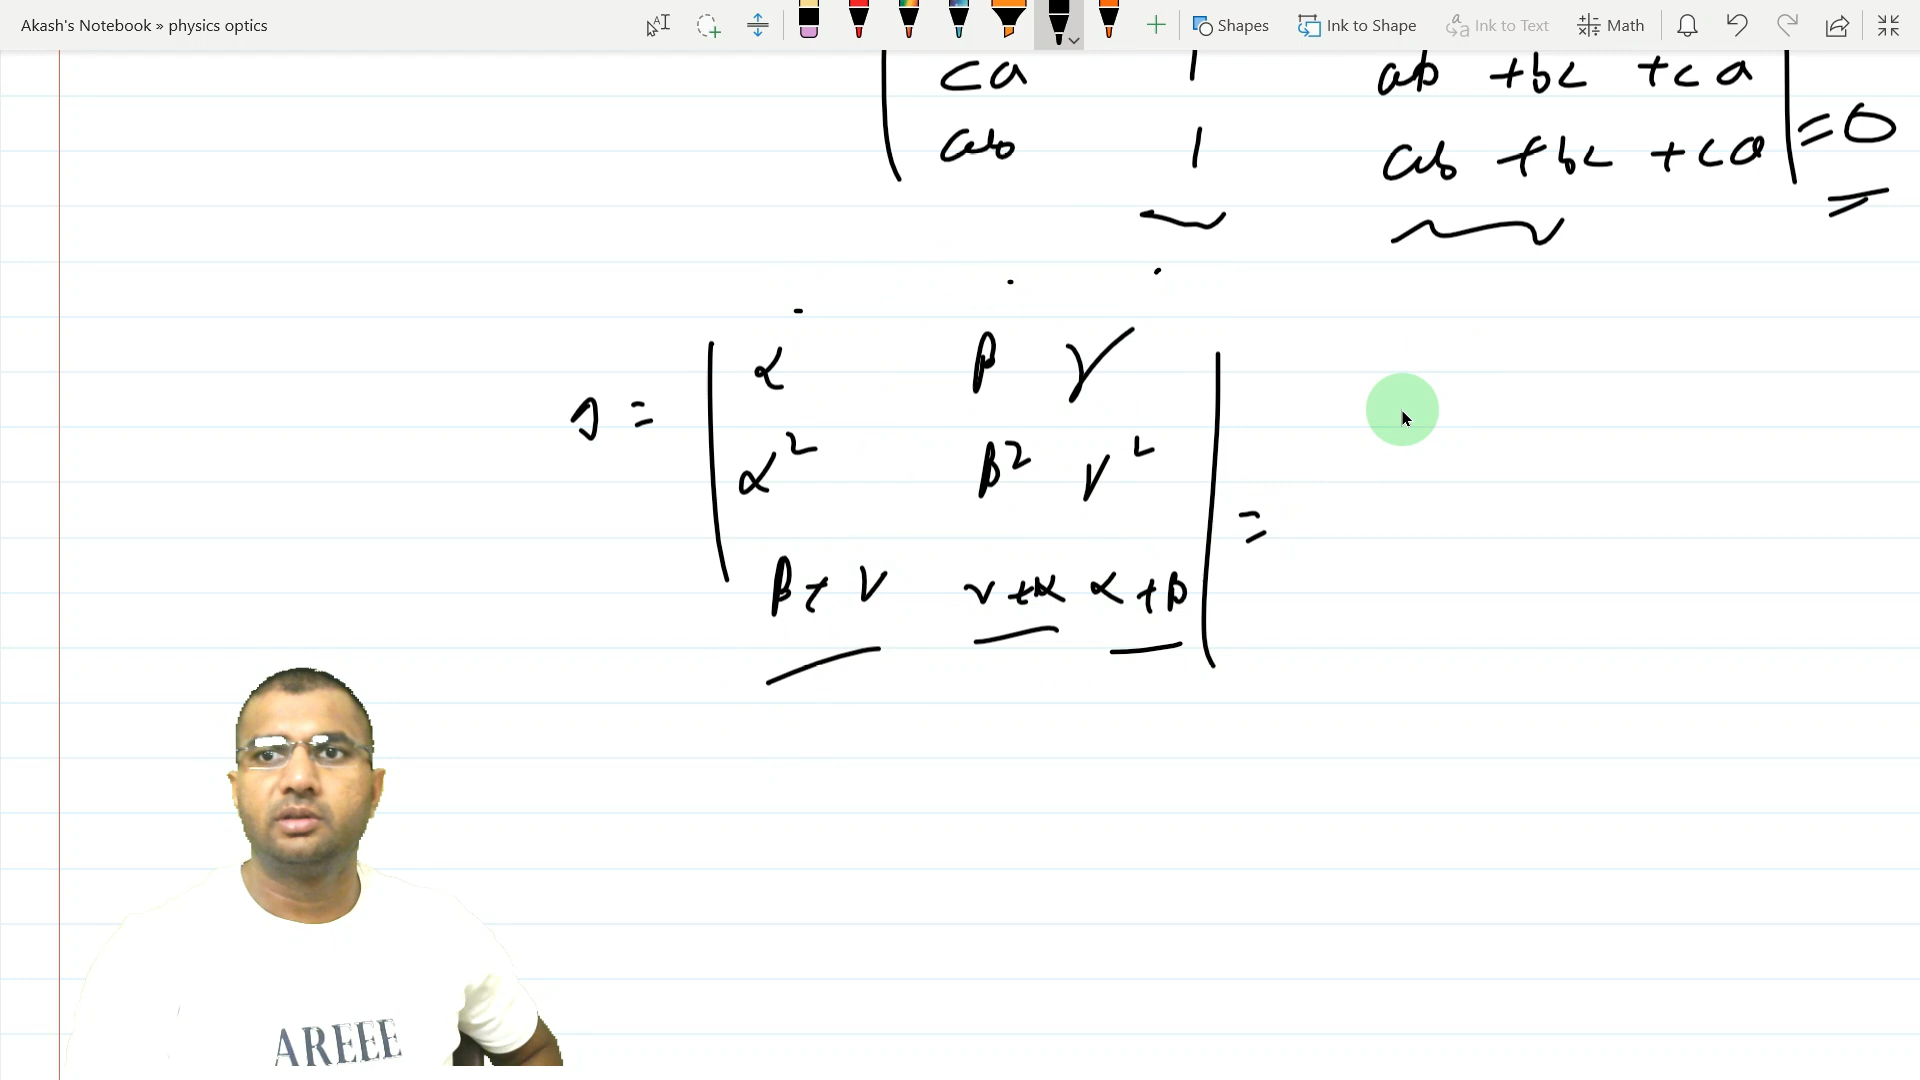 Akash's Notebook » physics optics
Shapes
Ink to Shape
Ink to Text
Math
ca 1 ab +bc +ca
ab 1 ab +bc +ca =0
α β γ
=
α² β² γ²
=
β+γ γ+α α+β
AREEE